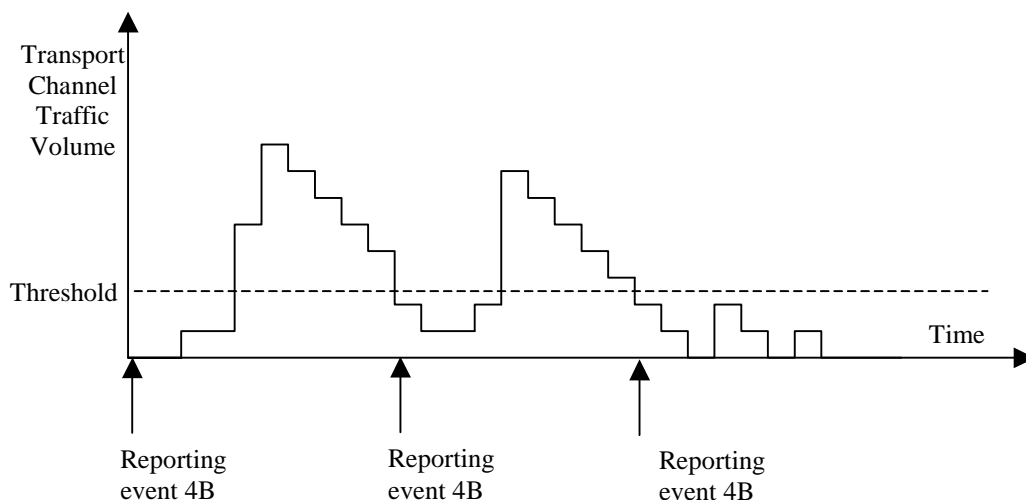 Transport
Channel
Traffic
Volume
Threshold
Time
Reporting
event 4B
Reporting
event 4B
Reporting
event 4B